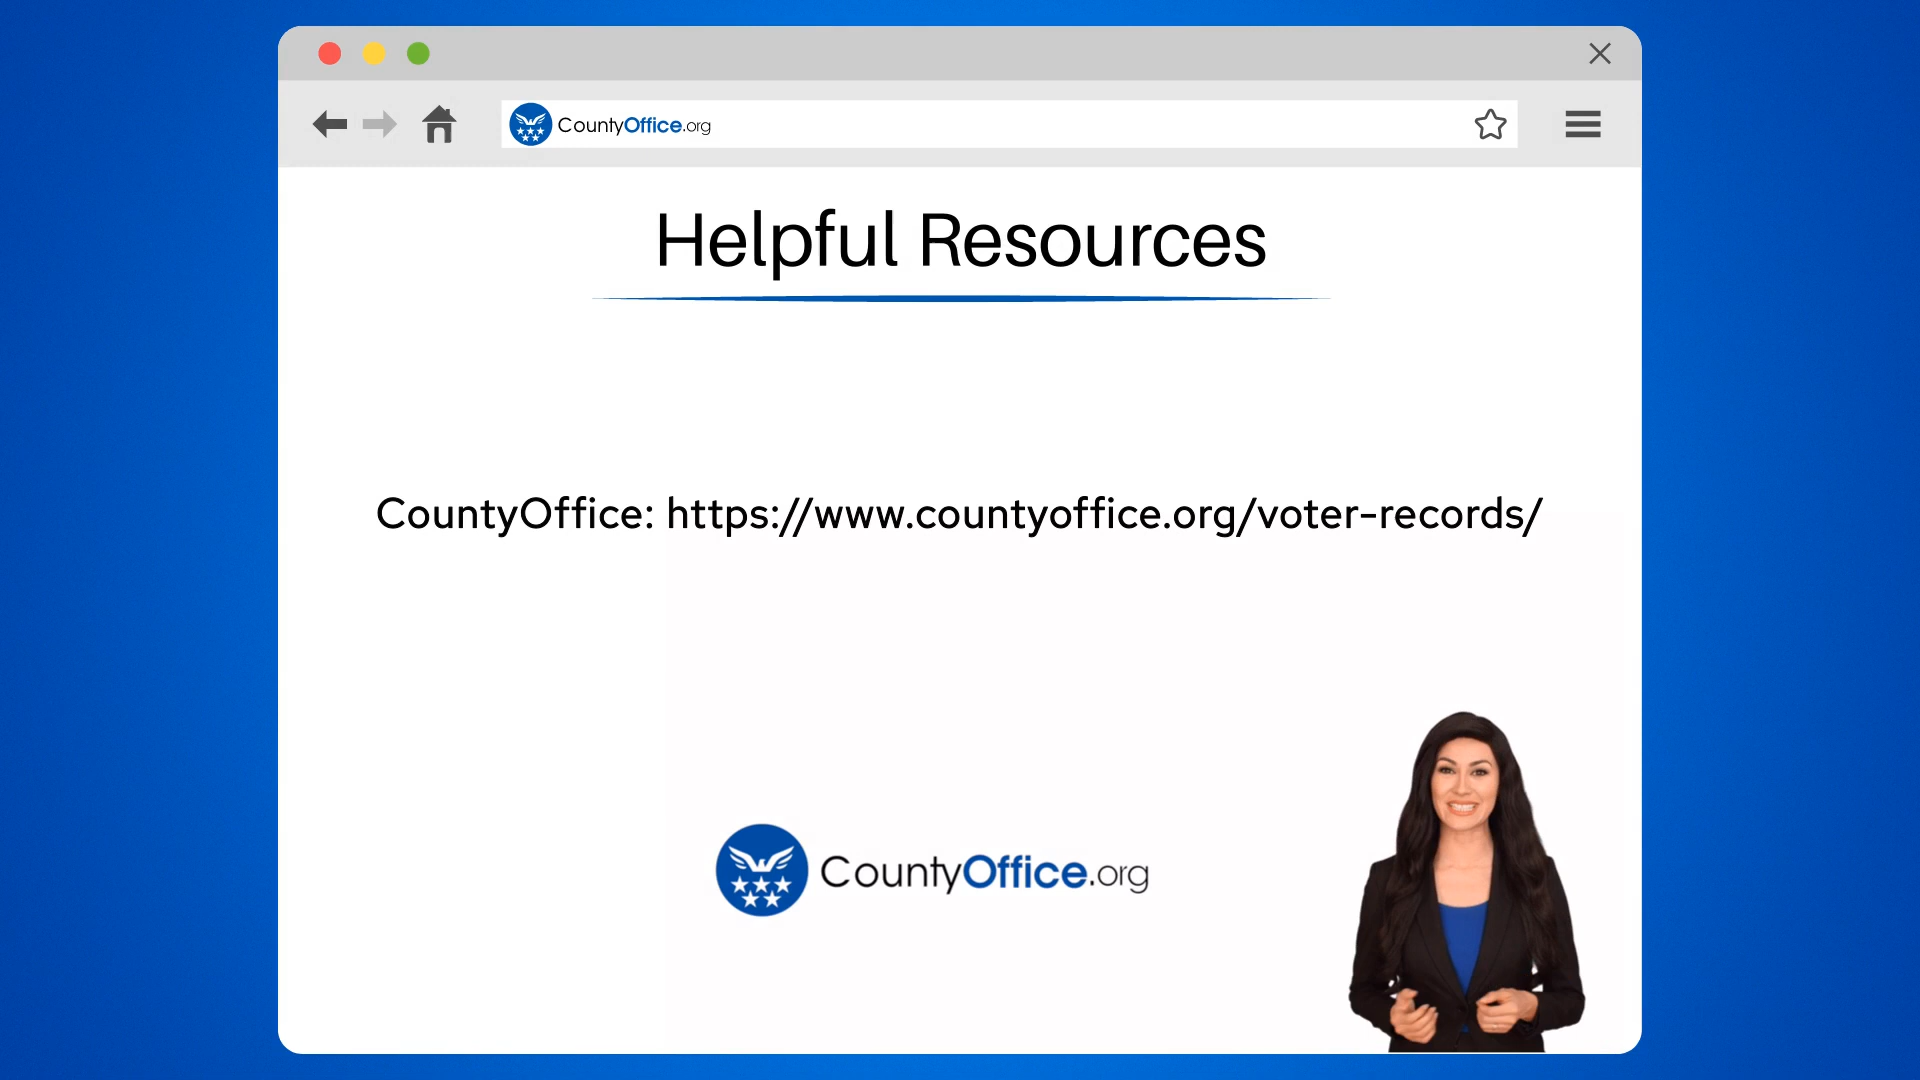 CountyOffice.org
Helpful Resources
CountyOffice: https://www.countyoffice.org/voter-records/
CountyOffice.org